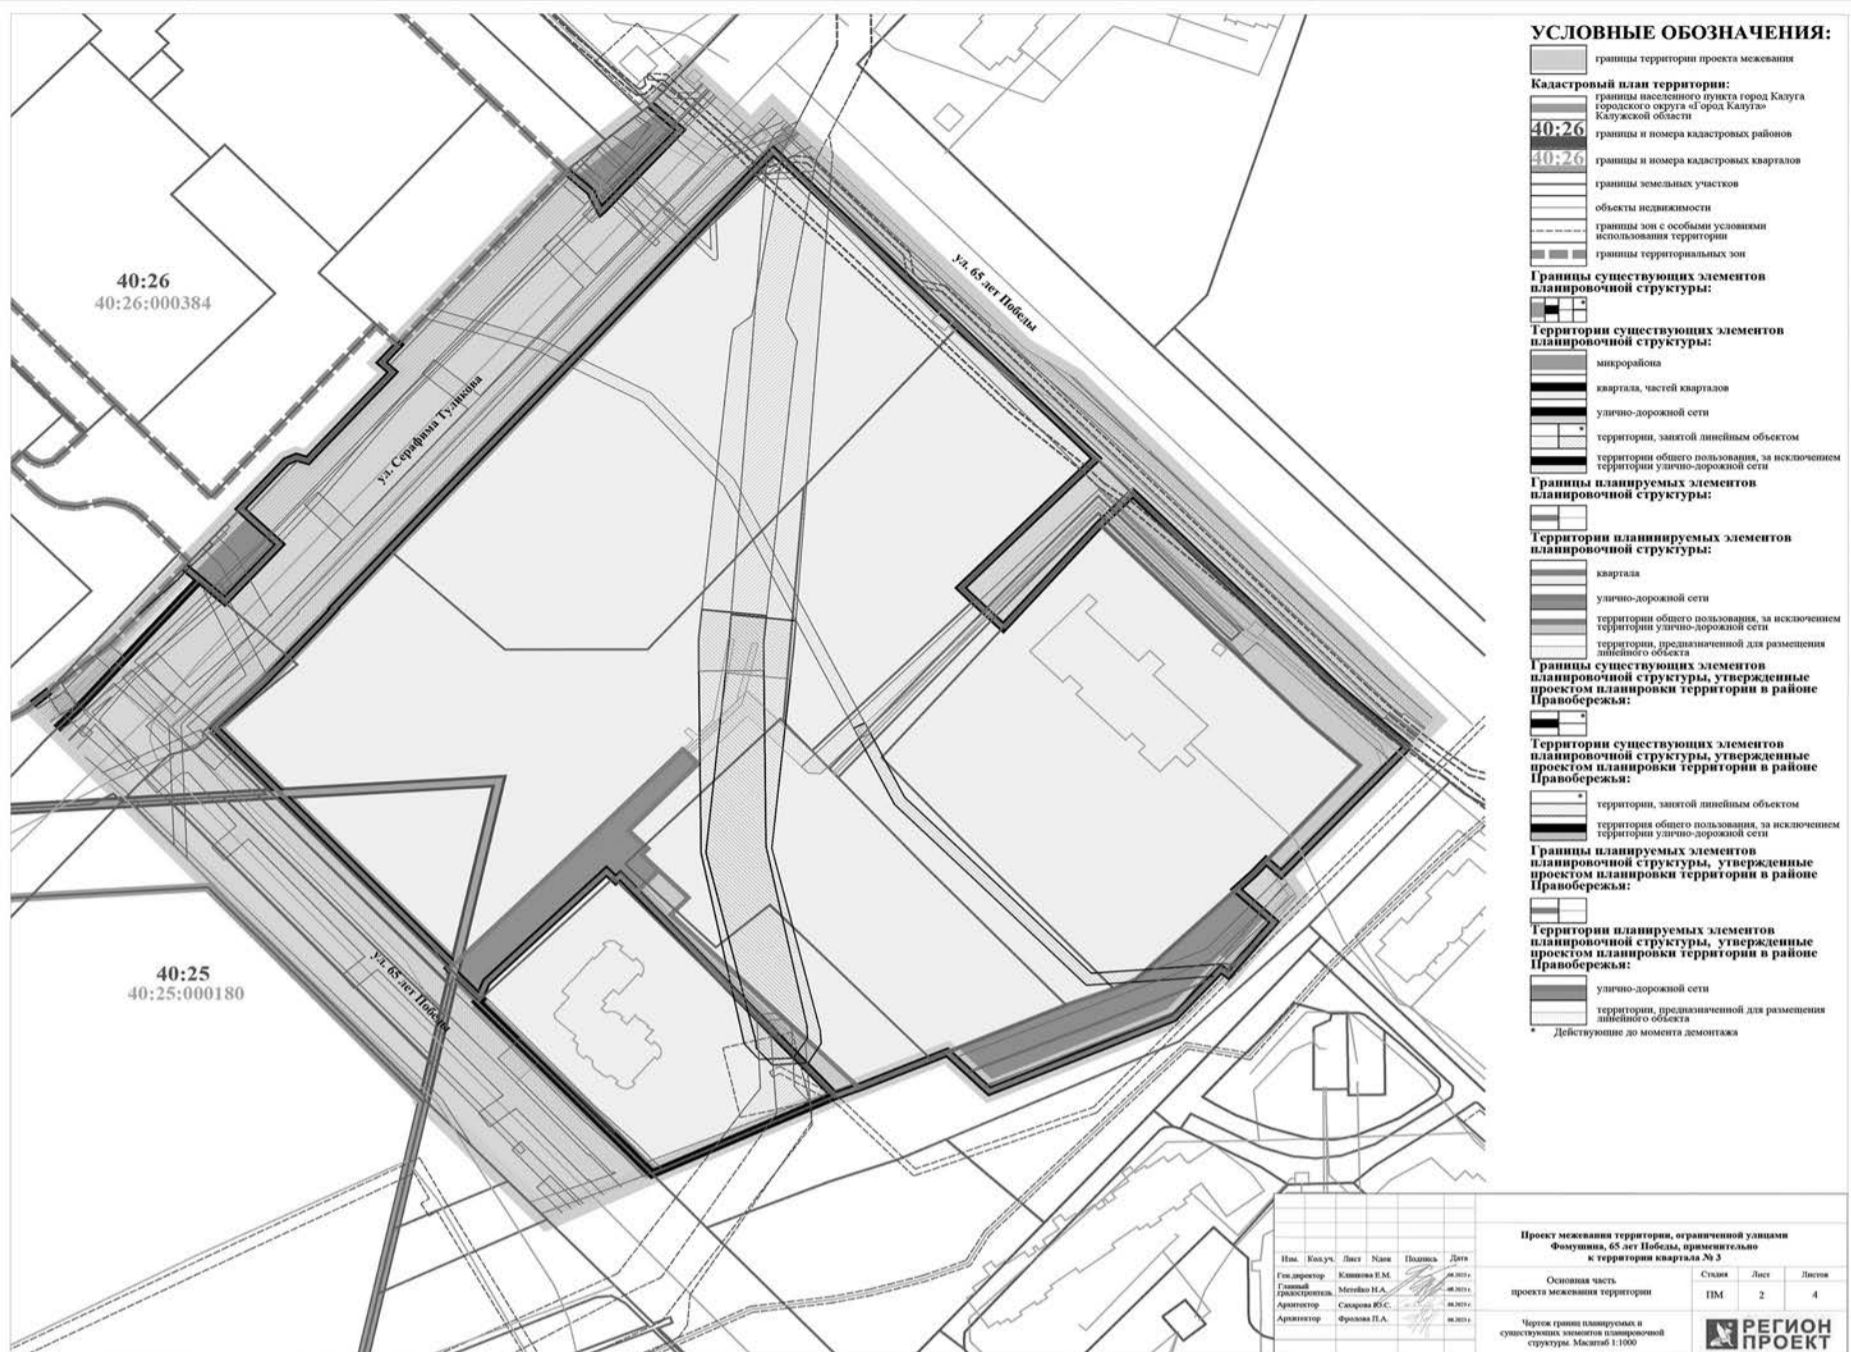 40:26
40:26:000384
ул. Серафима Туликова
ул. 65 лет Победы
40:25
40:25:000180
ул. 65 лет Победы
УСЛОВНЫЕ ОБОЗНАЧЕНИЯ:
границы территории проекта межевания
Кадастровый план территории:
границы населенного пункта город Калуга
городского округа «Город Калуга»
Калужской области
40:26
границы и номера кадастровых районов
40:26
границы и номера кадастровых кварталов
границы земельных участков
объекты недвижимости
границы зон с особыми условиями
использования территории
границы территориальных зон
Границы существующих элементов
планировочной структуры:
*
Территории существующих элементов
планировочной структуры:
микрорайона
квартала, частей кварталов
улично-дорожной сети
*
территории, занятой линейным объектом
территории общего пользования, за исключением
территории улично-дорожной сети
Границы планируемых элементов
планировочной структуры:
Территории планинируемых элементов
планировочной структуры:
квартала
улично-дорожной сети
территории общего пользования, за исключением
территории улично-дорожной сети
территории, предназначенной для размещения
линейного объекта
Границы существующих элементов
планировочной структуры, утвержденные
проектом планировки территории в районе
Правобережья:
*
Территории существующих элементов
планировочной структуры, утвержденные
проектом планировки территории в районе
Правобережья:
*
территории, занятой линейным объектом
территория общего пользования, за исключением
территории улично-дорожной сети
Границы планируемых элементов
планировочной структуры, утвержденные
проектом планировки территории в районе
Правобережья:
Территории планируемых элементов
планировочной структуры, утвержденные
проектом планировки территории в районе
Правобережья:
улично-дорожной сети
территории, предназначенной для размещения
линейного объекта
* Действующие до момента демонтажа
Проект межевания территории, ограниченной улицами
Фомушина, 65 лет Победы, применительно
к территории квартала № 3
Изм. Кол.уч. Лист №док Подпись Дата
Ген.директор Климкова Е.М.
Главный
градостроитель Метейко Н.А.
Архитектор Сахарова Ю.С.
Архитектор Фролова П.А.
Основная часть
проекта межевания территории
Стадия Лист Листов
ПМ 2 4
Чертеж границ планируемых и
существующих элементов планировочной
структуры. Масштаб 1:1000
РЕГИОН
ПРОЕКТ